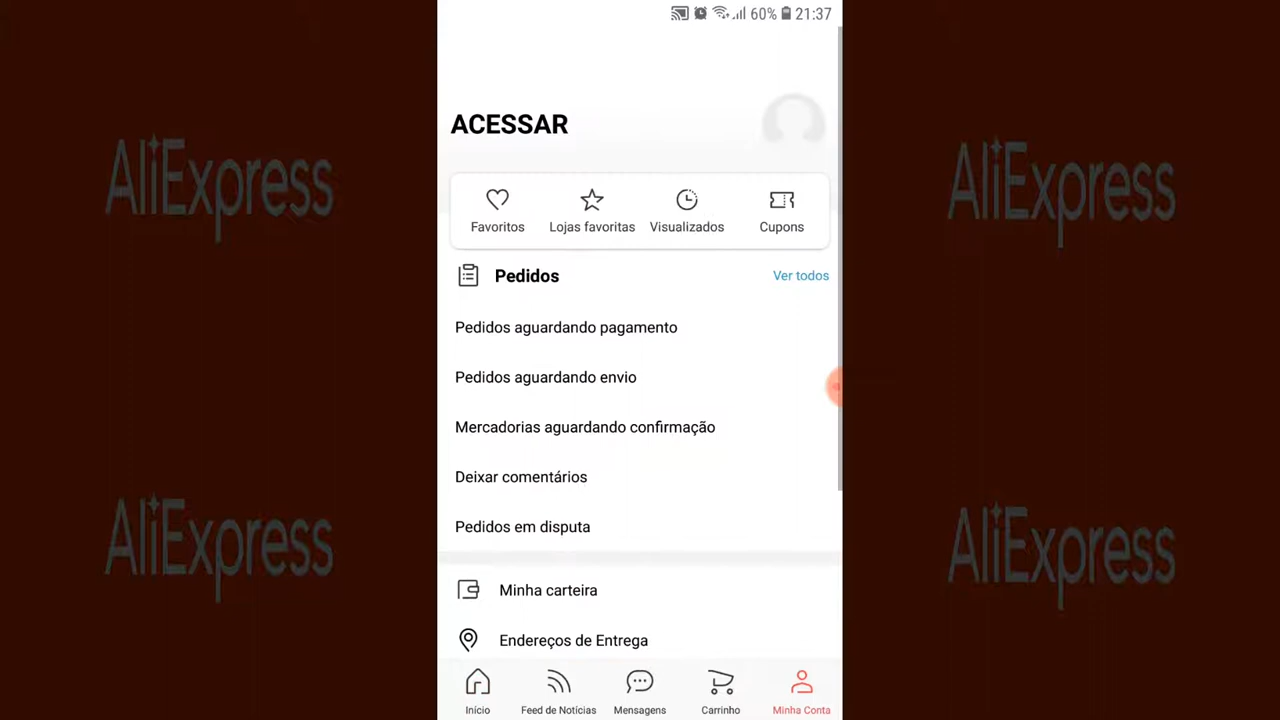 60% 21:37
ACESSAR
AliExpress
AliExpress
Favoritos
Lojas favoritas
Visualizados
Cupons
Pedidos
Ver todos
Pedidos aguardando pagamento
Pedidos aguardando envio
Mercadorias aguardando confirmação
Deixar comentários
Pedidos em disputa
AliExpress
AliExpress
Minha carteira
Endereços de Entrega
Início
Feed de Notícias
Mensagens
Carrinho
Minha Conta